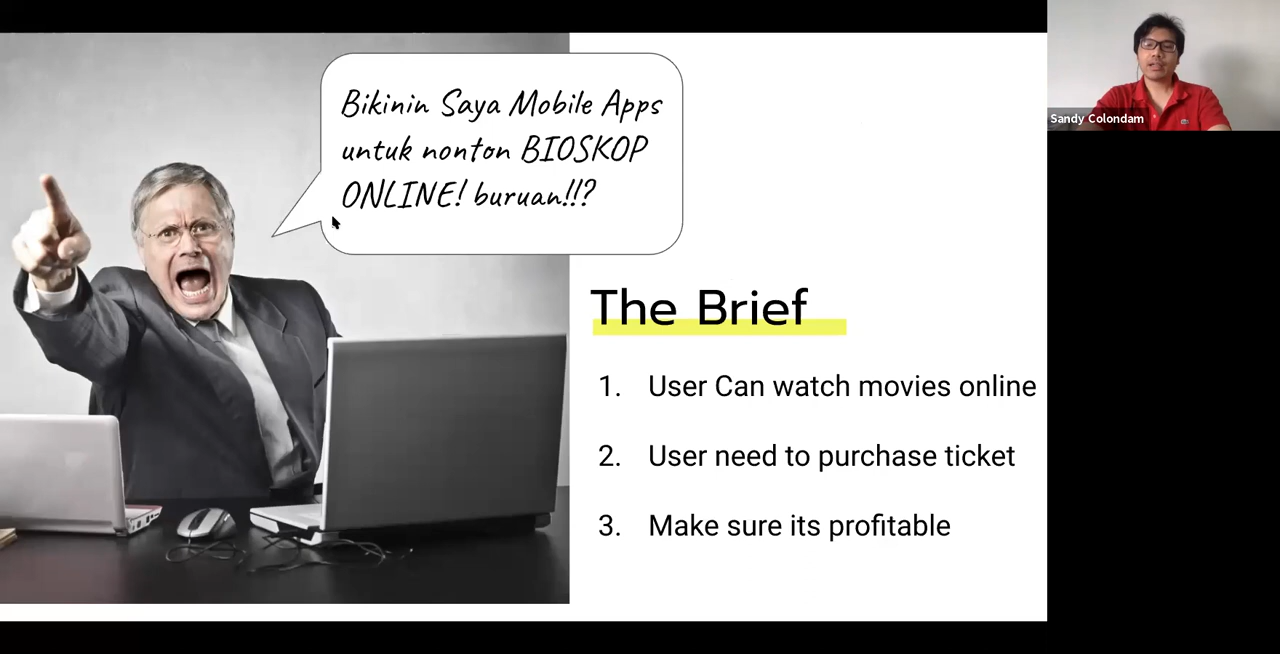 Bikinin Saya Mobile Apps
untuk nonton BIOSKOP
ONLINE! buruan!!?
Sandy Colondam
The Brief
1. User Can watch movies online
2. User need to purchase ticket
3. Make sure its profitable